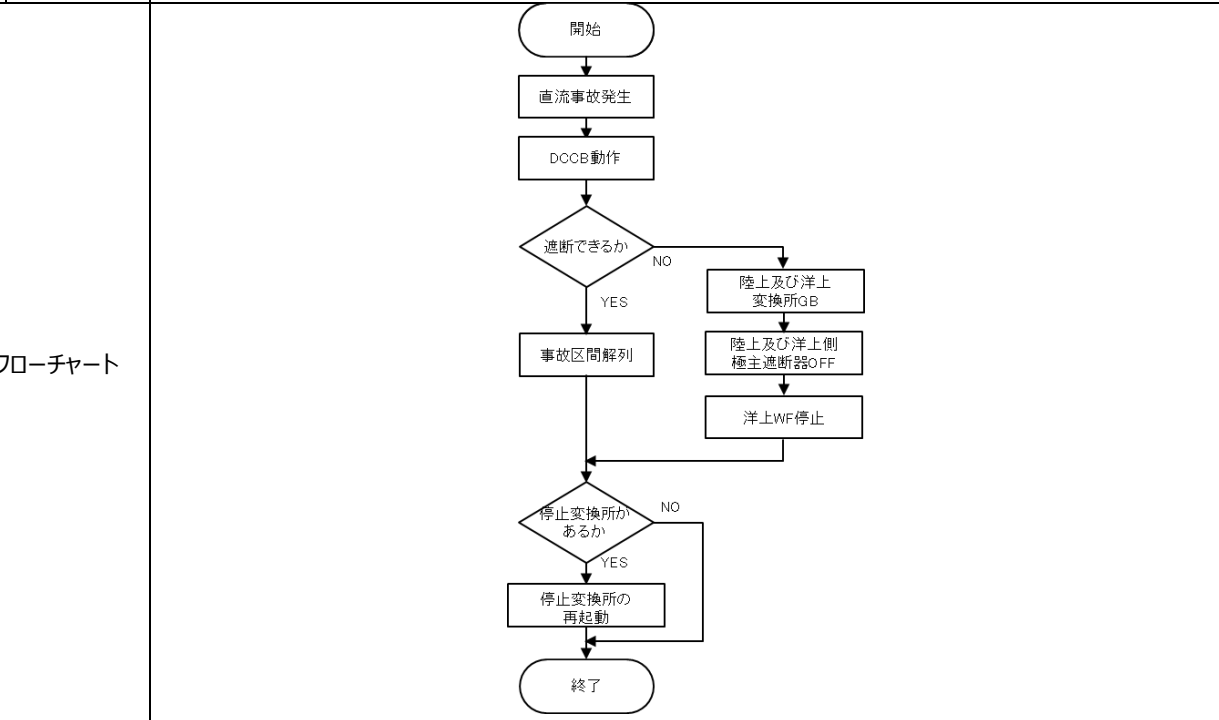 フローチャート
開始
直流事故発生
DCCB動作
遮断できるか
NO
YES
陸上及び洋上
変換所GB
陸上及び洋上側
極主遮断器OFF
洋上WF停止
事故区間解列
停止変換所が
あるか
NO
YES
停止変換所の
再起動
終了